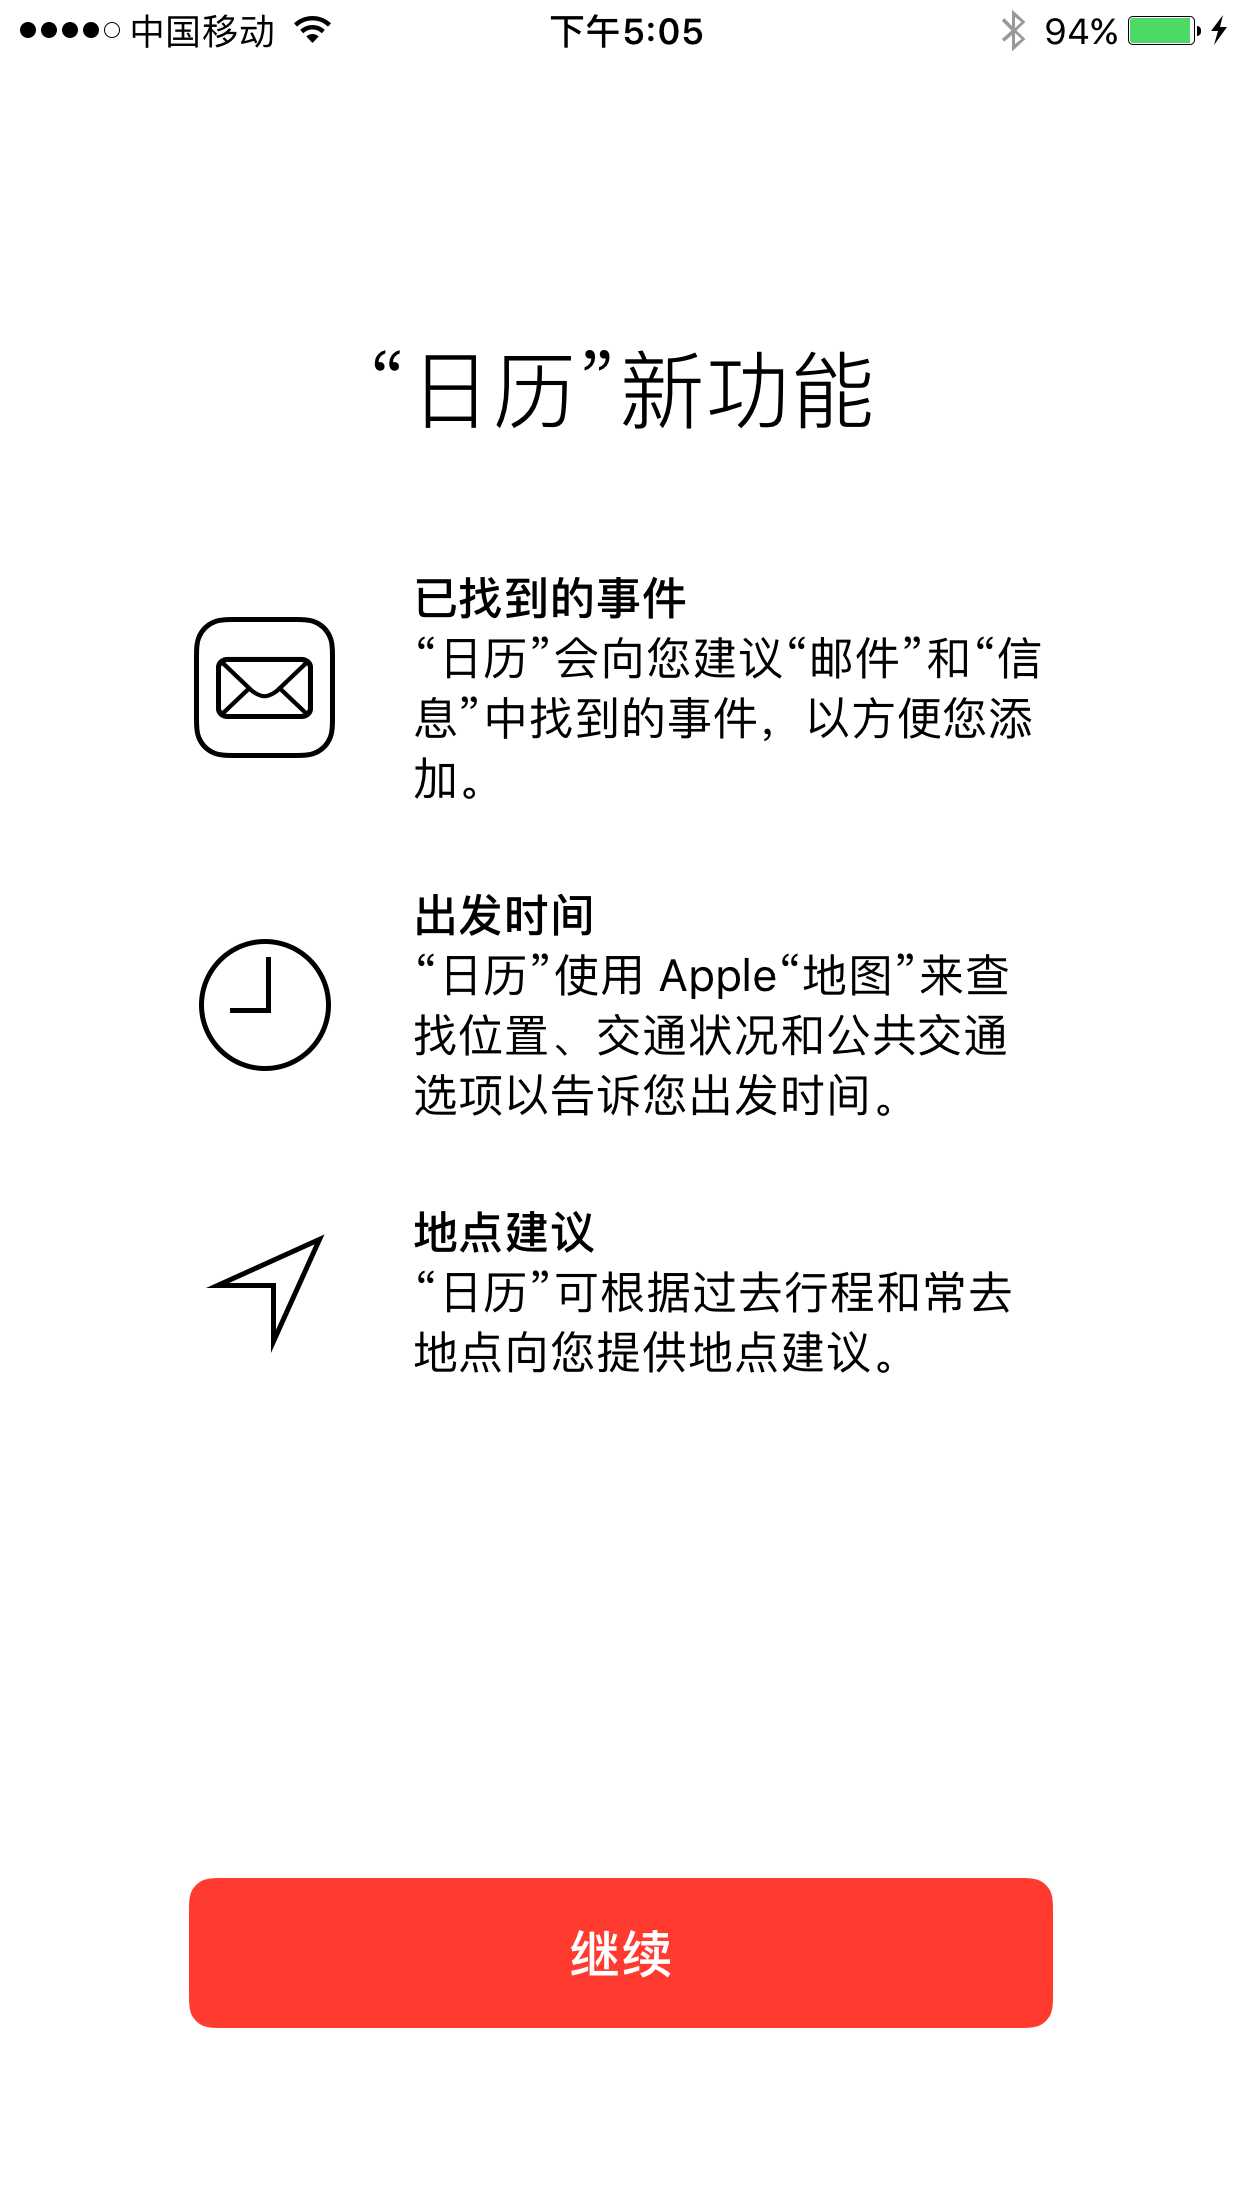 中国移动 下午5:05 94%
“日历”新功能
已找到的事件
“日历”会向您建议“邮件”和“信
息”中找到的事件，以方便您添
加。
出发时间
“日历”使用 Apple“地图”来查
找位置、交通状况和公共交通
选项以告诉您出发时间。
地点建议
“日历”可根据过去行程和常去
地点向您提供地点建议。
继续